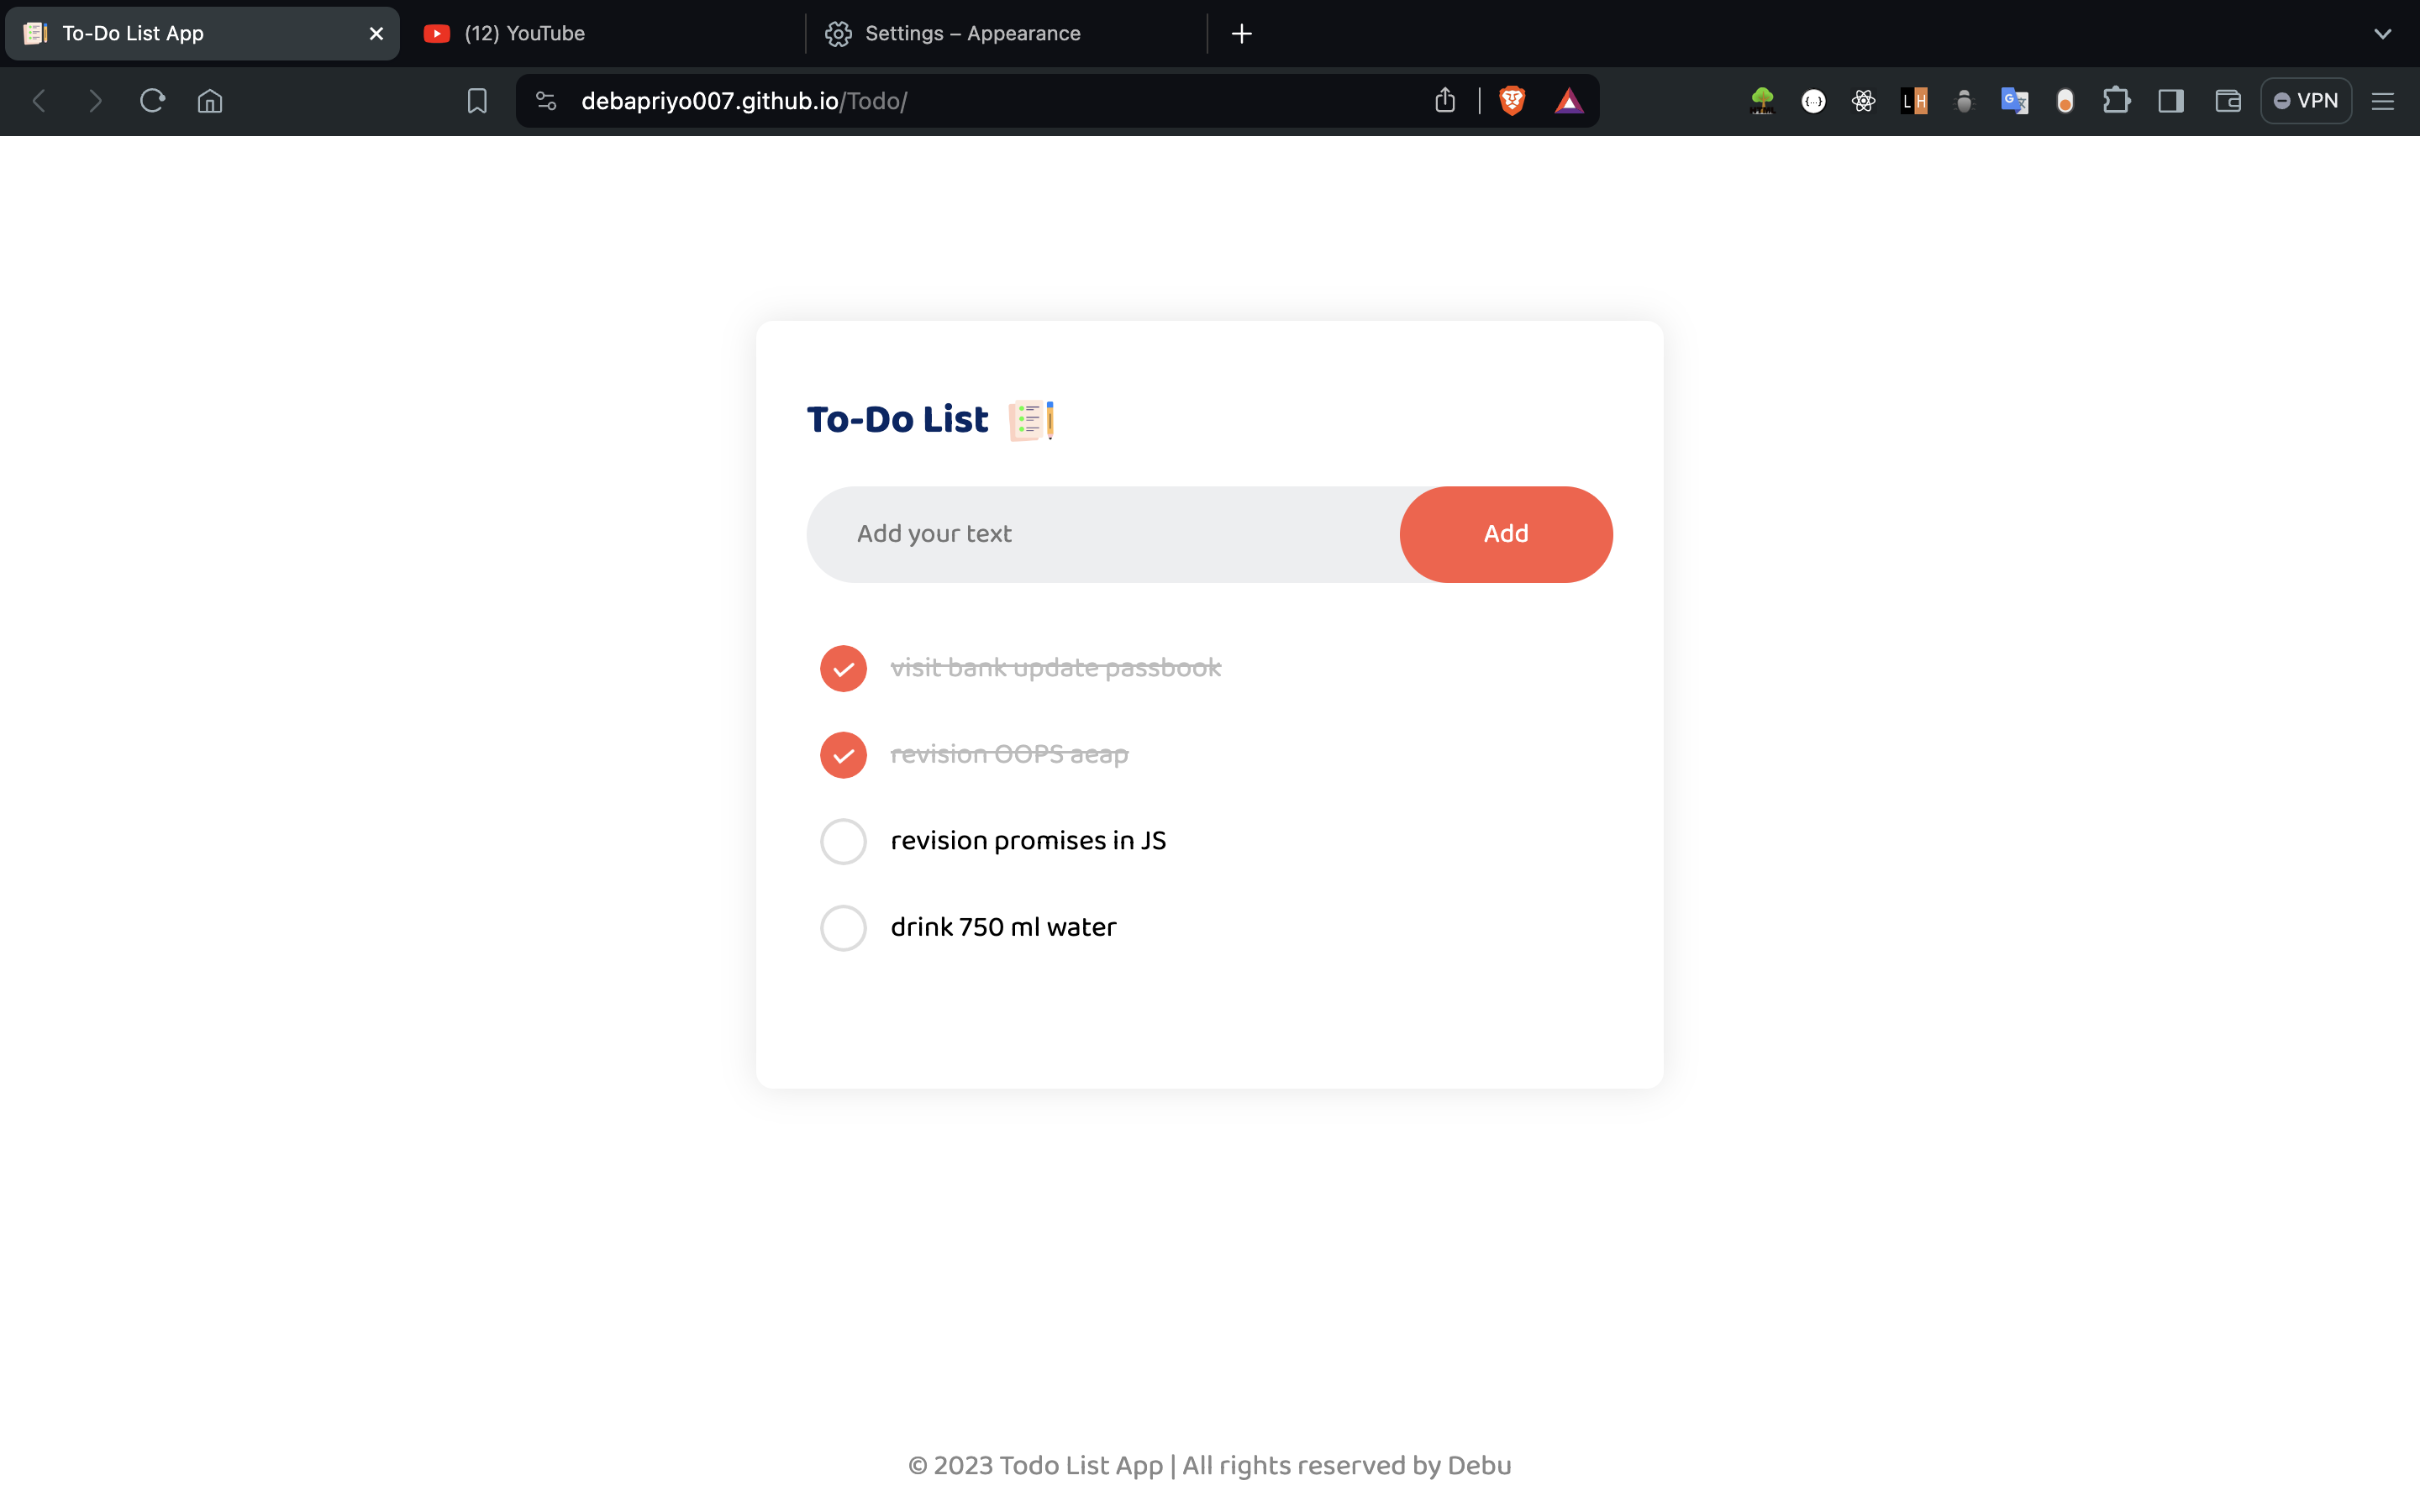 To-Do List App
(12) YouTube
Settings – Appearance
debapriyo007.github.io/Todo/
LH
VPN
To-Do List
Add your text
Add
visit bank update passbook
revision OOPS aeap
revision promises in JS
drink 750 ml water
© 2023 Todo List App | All rights reserved by Debu